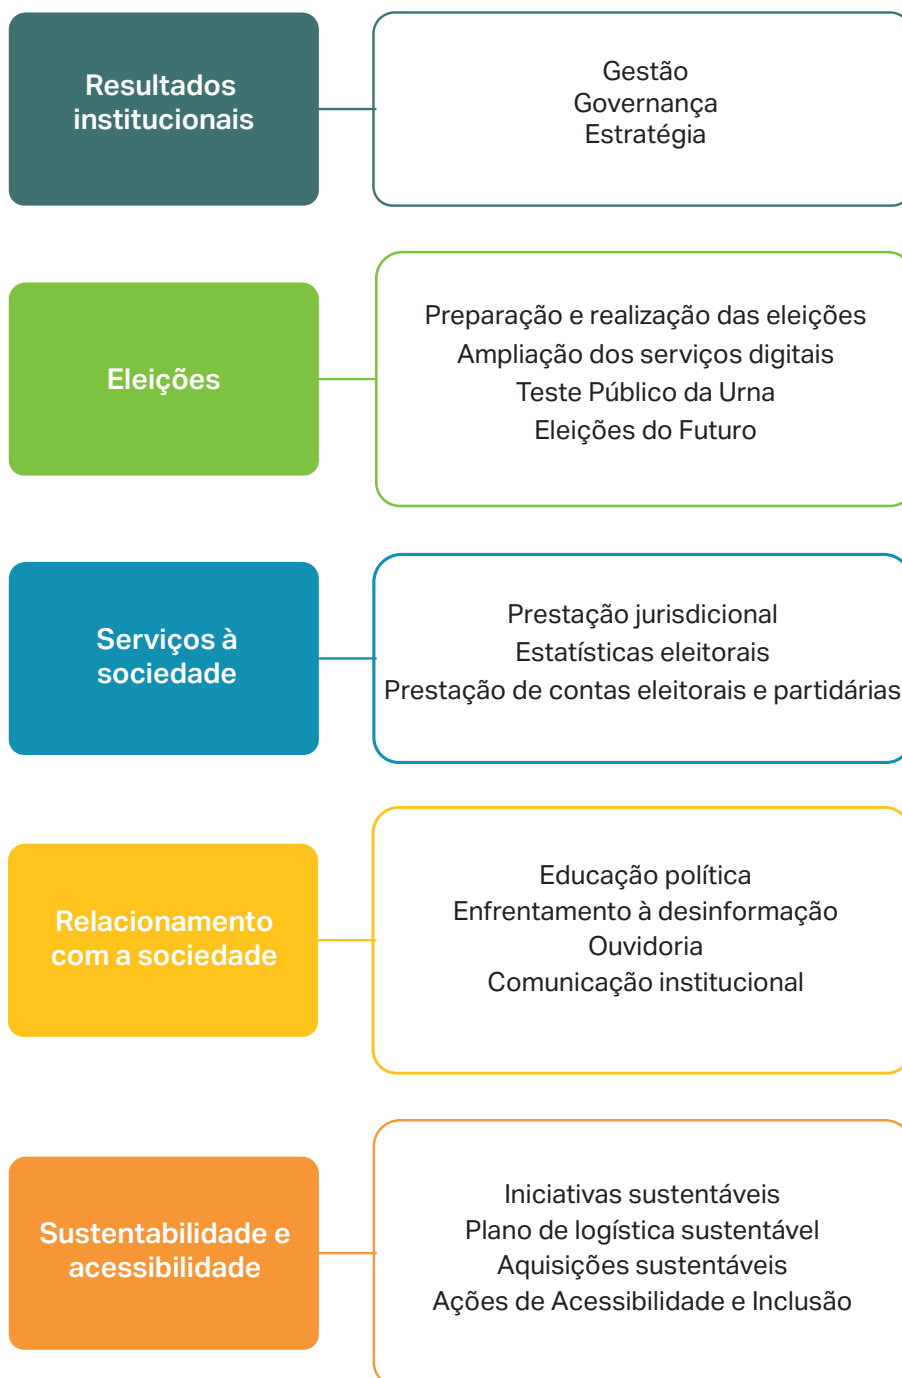 Resultados
institucionais
Gestão
Governança
Estratégia
Eleições
Preparação e realização das eleições
Ampliação dos serviços digitais
Teste Público da Urna
Eleições do Futuro
Serviços à
sociedade
Prestação jurisdicional
Estatísticas eleitorais
Prestação de contas eleitorais e partidárias
Relacionamento
com a sociedade
Educação política
Enfrentamento à desinformação
Ouvidoria
Comunicação institucional
Sustentabilidade e
acessibilidade
Iniciativas sustentáveis
Plano de logística sustentável
Aquisições sustentáveis
Ações de Acessibilidade e Inclusão